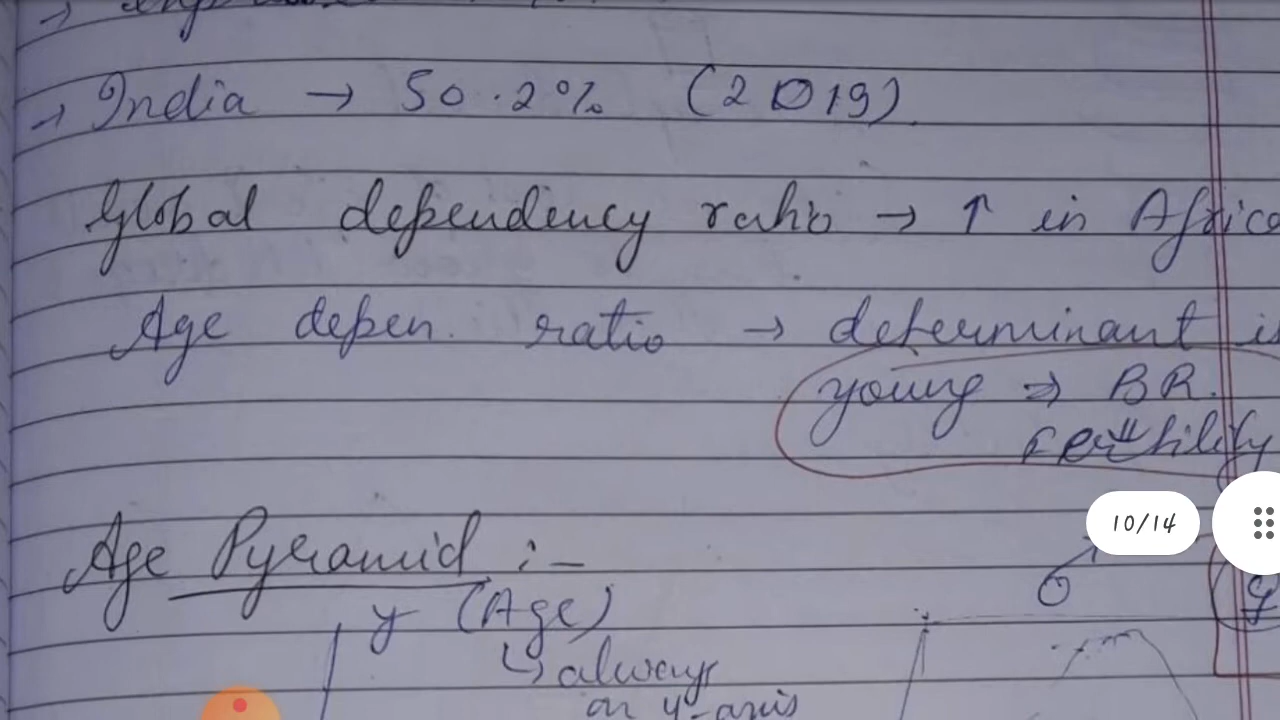 → India → 50.2% (2019)
Global dependency ratio → ↑ in Africa
Age depen. ratio → determinant is
young ⇒ BR.
fertility
10/14
Age Pyramid :-
y (Age)
↳ always
on y-axis
♂